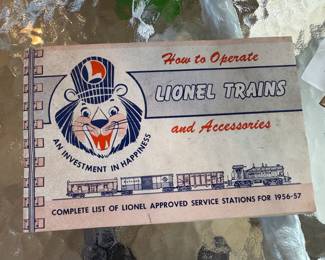 How to Operate
LIONEL TRAINS
and Accessories
AN INVESTMENT IN HAPPINESS
COMPLETE LIST OF LIONEL APPROVED SERVICE STATIONS FOR 1956-57